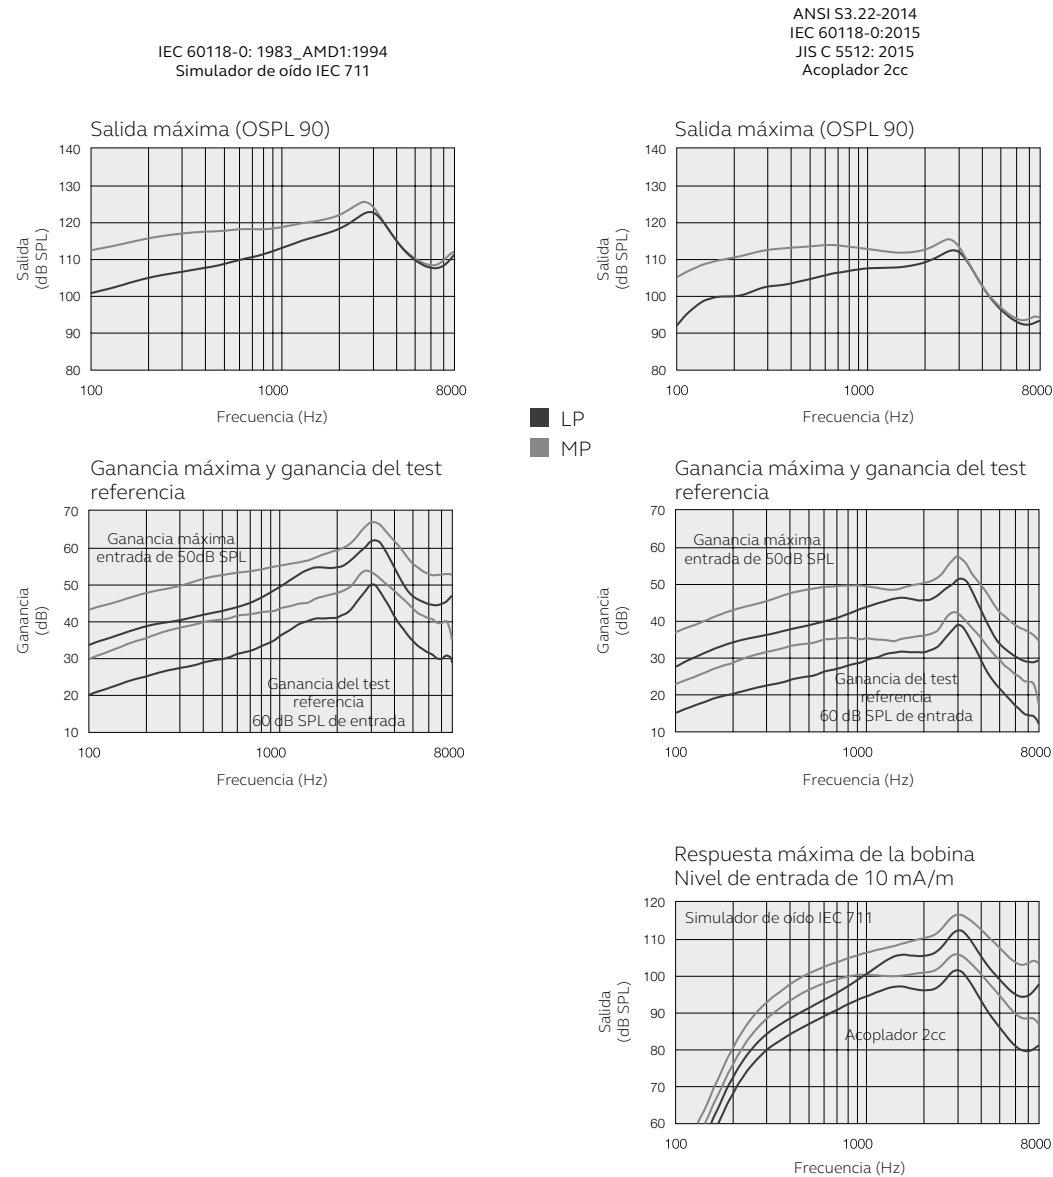 IEC 60118-0: 1983_AMD1:1994
Simulador de oído IEC 711
ANSI S3.22-2014
IEC 60118-0:2015
JIS C 5512: 2015
Acoplador 2cc
Salida máxima (OSPL 90)
140
130
120
110
100
90
80
Salida
(dB SPL)
100 1000 8000
Frecuencia (Hz)
Salida máxima (OSPL 90)
140
130
120
110
100
90
80
Salida
(dB SPL)
100 1000 8000
Frecuencia (Hz)
LP
MP
Ganancia máxima y ganancia del test
referencia
70
60
50
40
30
20
10
Ganancia
(dB)
Ganancia máxima
entrada de 50dB SPL
Ganancia del test
referencia
60 dB SPL de entrada
100 1000 8000
Frecuencia (Hz)
Ganancia máxima y ganancia del test
referencia
70
60
50
40
30
20
10
Ganancia
(dB)
Ganancia máxima
entrada de 50dB SPL
Ganancia del test
referencia
60 dB SPL de entrada
100 1000 8000
Frecuencia (Hz)
Respuesta máxima de la bobina
Nivel de entrada de 10 mA/m
120
110
100
90
80
70
60
Salida
(dB SPL)
Simulador de oído IEC 711
Acoplador 2cc
100 1000 8000
Frecuencia (Hz)